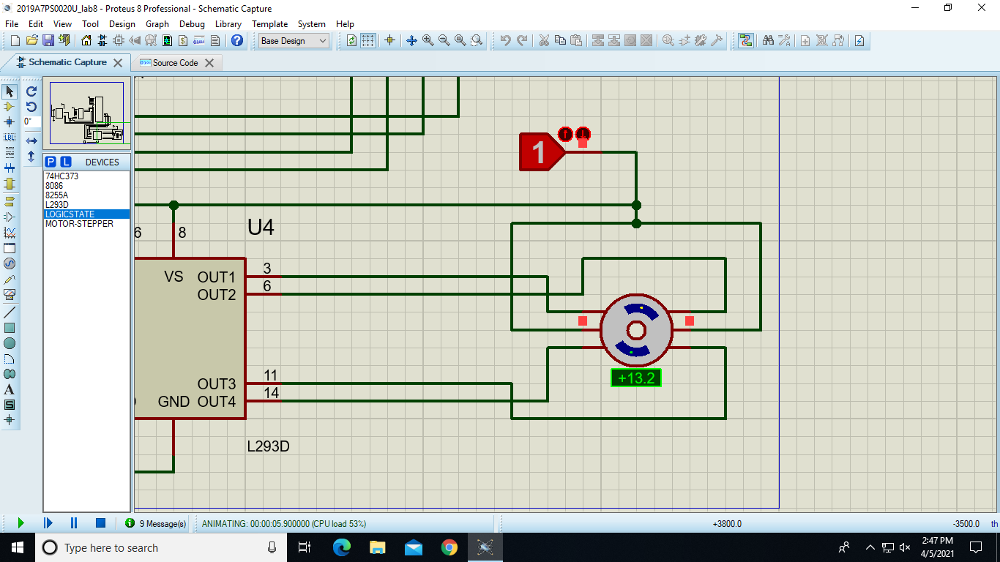 2019A7PS0020U_lab8 - Proteus 8 Professional - Schematic Capture
File Edit View Tool Design Graph Debug Library Template System Help
Base Design
Schematic Capture
Source Code
0°
LBL
P L DEVICES
74HC373
8086
8255A
L293D
LOGICSTATE
MOTOR-STEPPER
A
S
1
6
8
U4
VS OUT1
3
OUT2
6
OUT3
11
GND OUT4
14
+13.2
L293D
9 Message(s)
ANIMATING: 00:00:05.900000 (CPU load 53%)
+3800.0
-3500.0 th
Type here to search
2:47 PM
4/5/2021